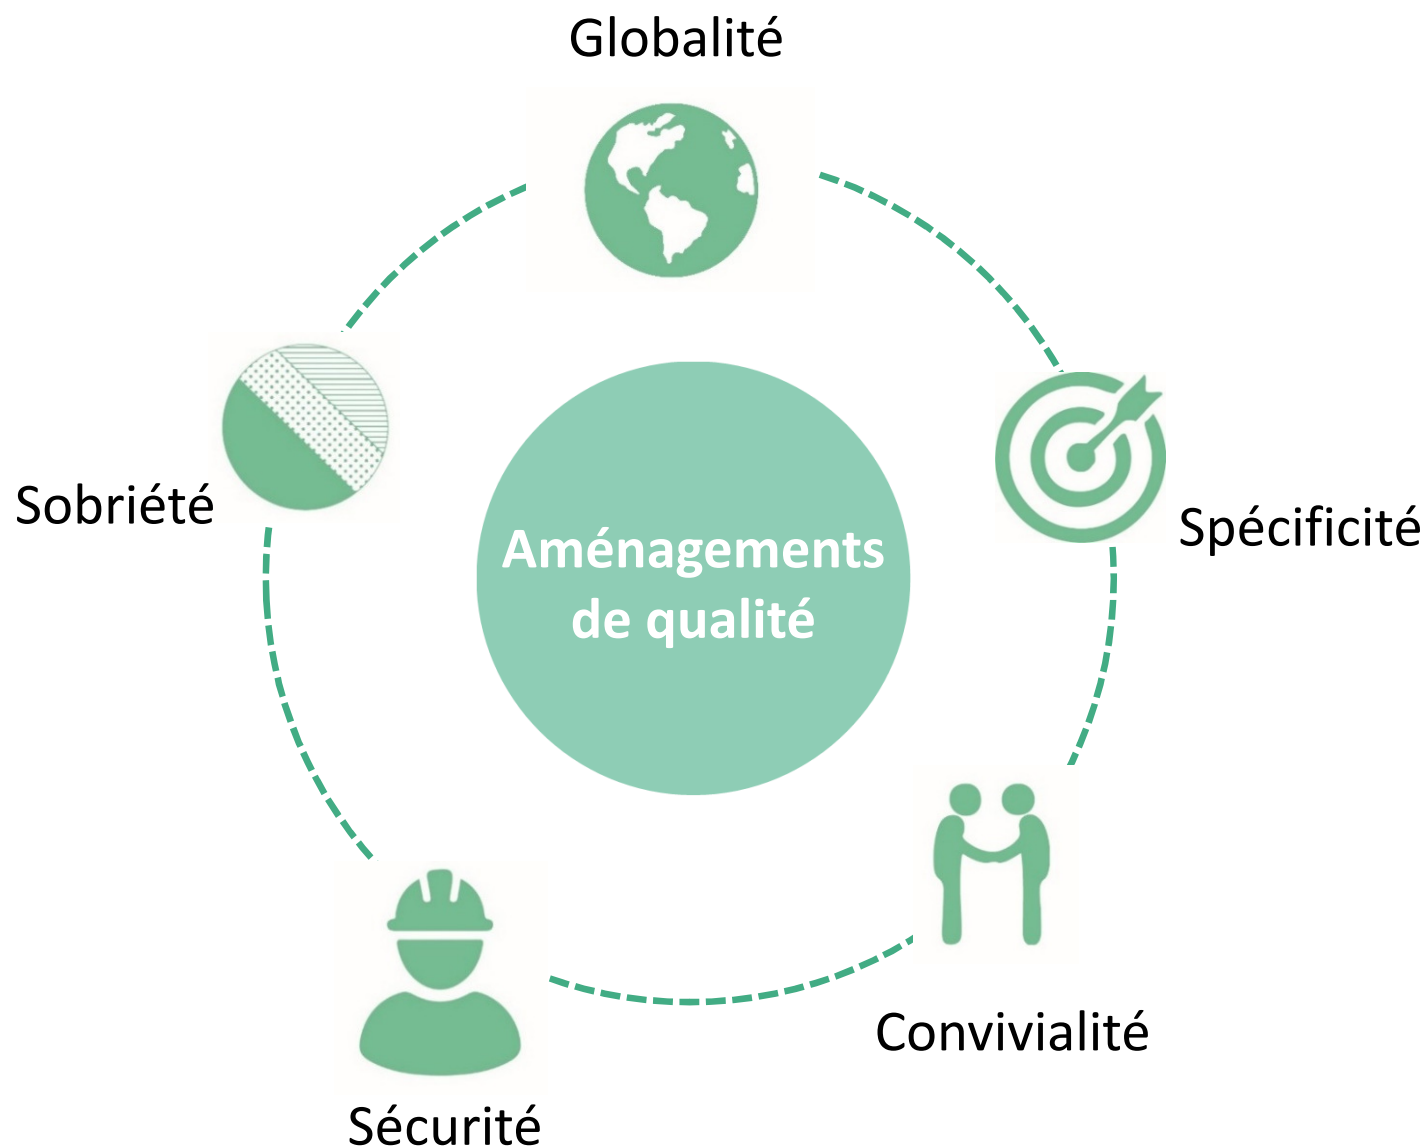 Globalité
Sobriété
Spécificité
Aménagements
de qualité
Convivialité
Sécurité